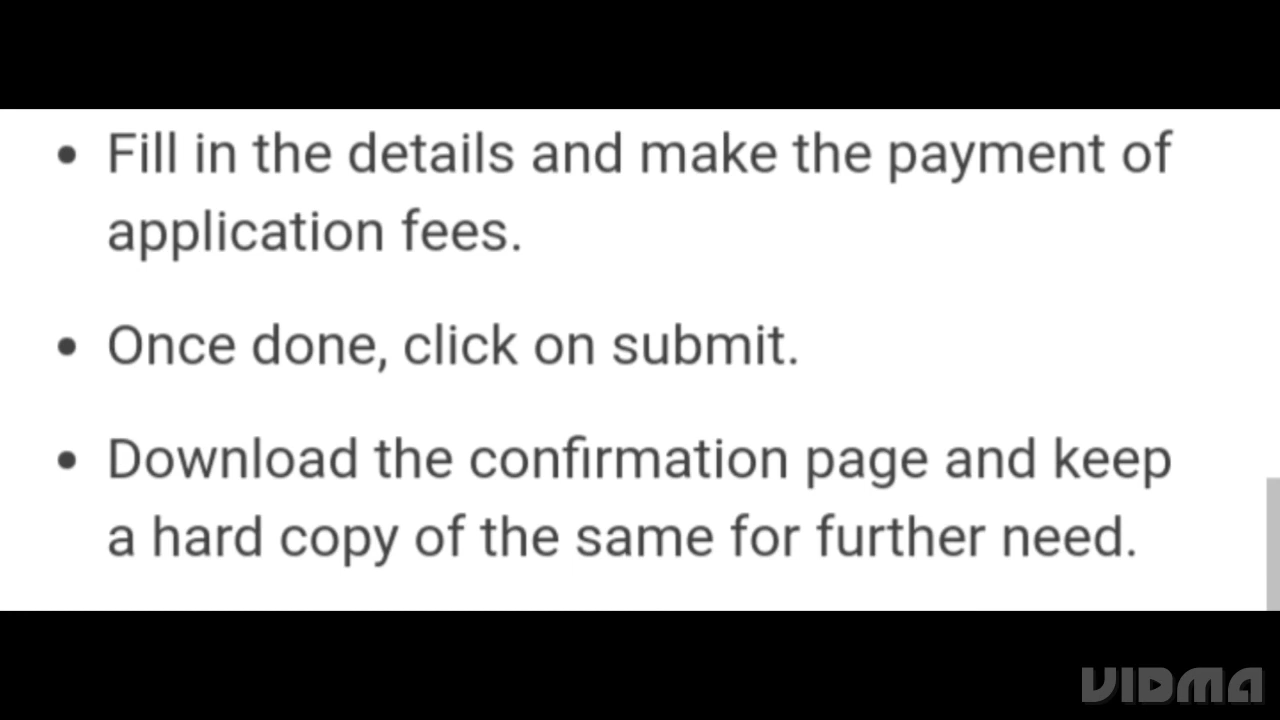 • Fill in the details and make the payment of
application fees.
• Once done, click on submit.
• Download the confirmation page and keep
a hard copy of the same for further need.
VIDMA